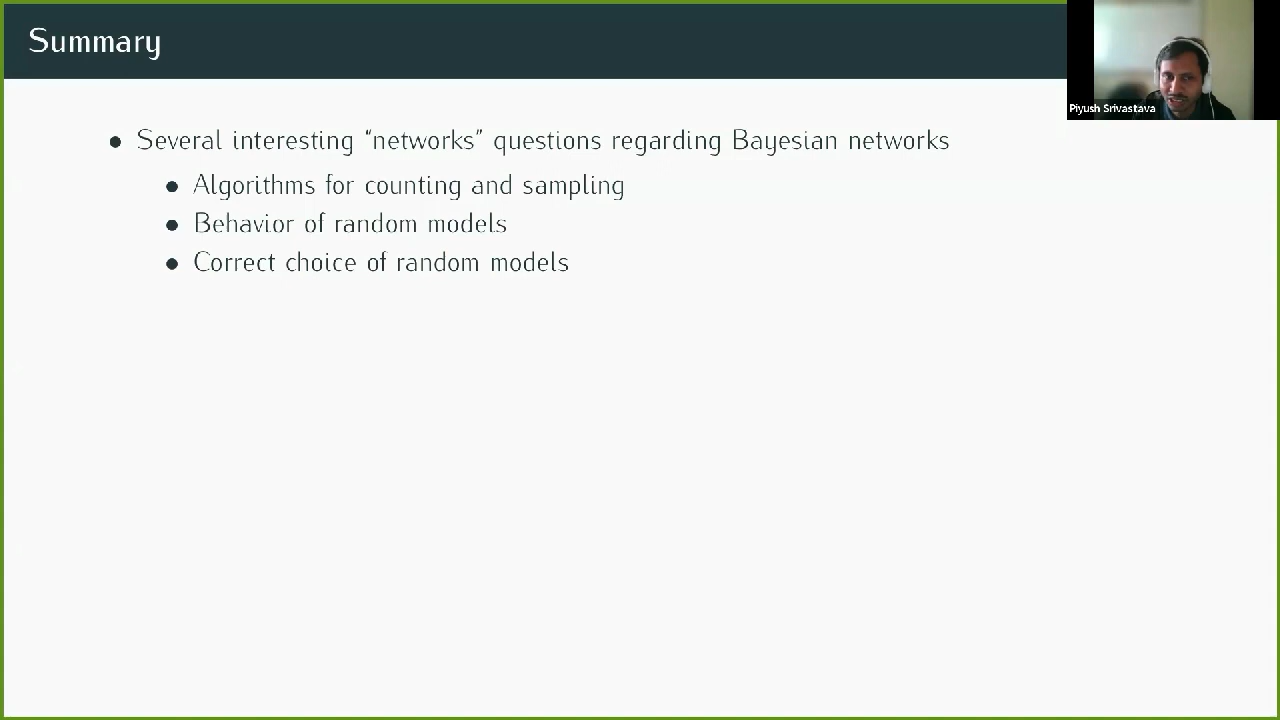 Summary
Piyush Srivastava
• Several interesting “networks” questions regarding Bayesian networks
• Algorithms for counting and sampling
• Behavior of random models
• Correct choice of random models